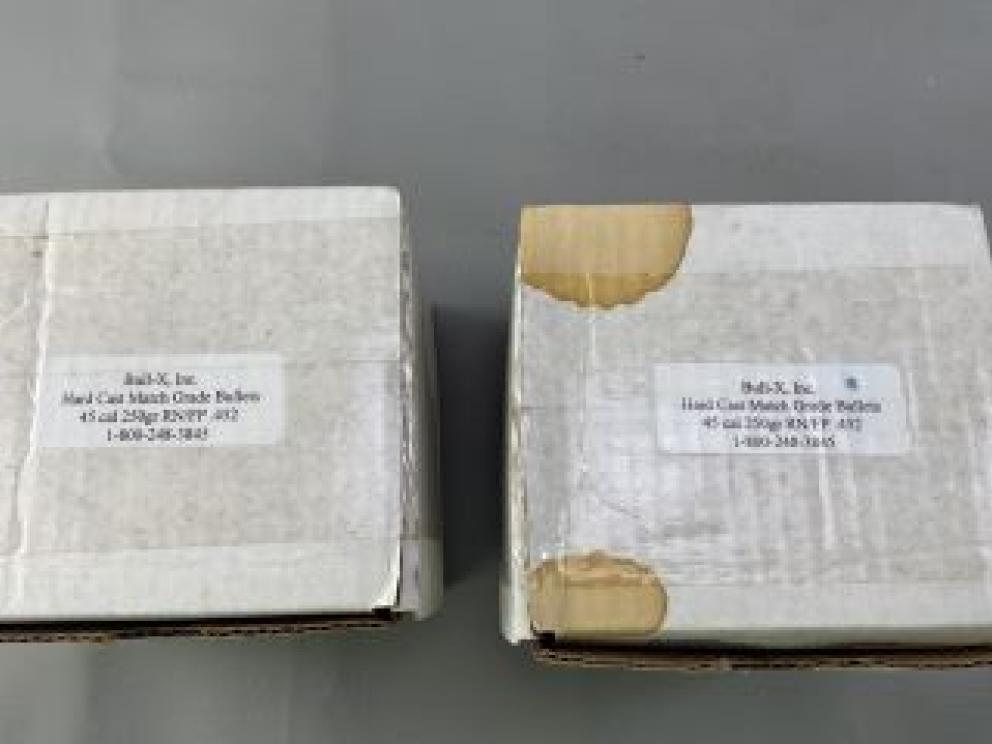 Bull-X, Inc.
Hard Cast Match Grade Bullets
45 cal 250gr RN/FP .452
1-800-248-3845
Bull-X, Inc.
Hard Cast Match Grade Bullets
45 cal 250gr RN/FP .452
1-800-248-3845